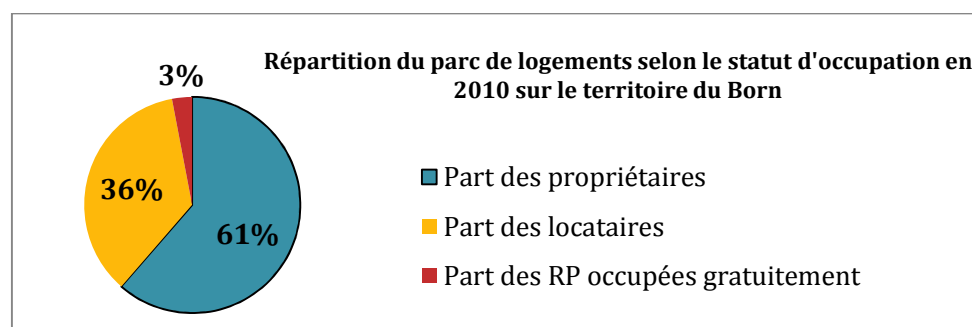 Répartition du parc de logements selon le statut d'occupation en
2010 sur le territoire du Born
3%
36%
61%
Part des propriétaires
Part des locataires
Part des RP occupées gratuitement